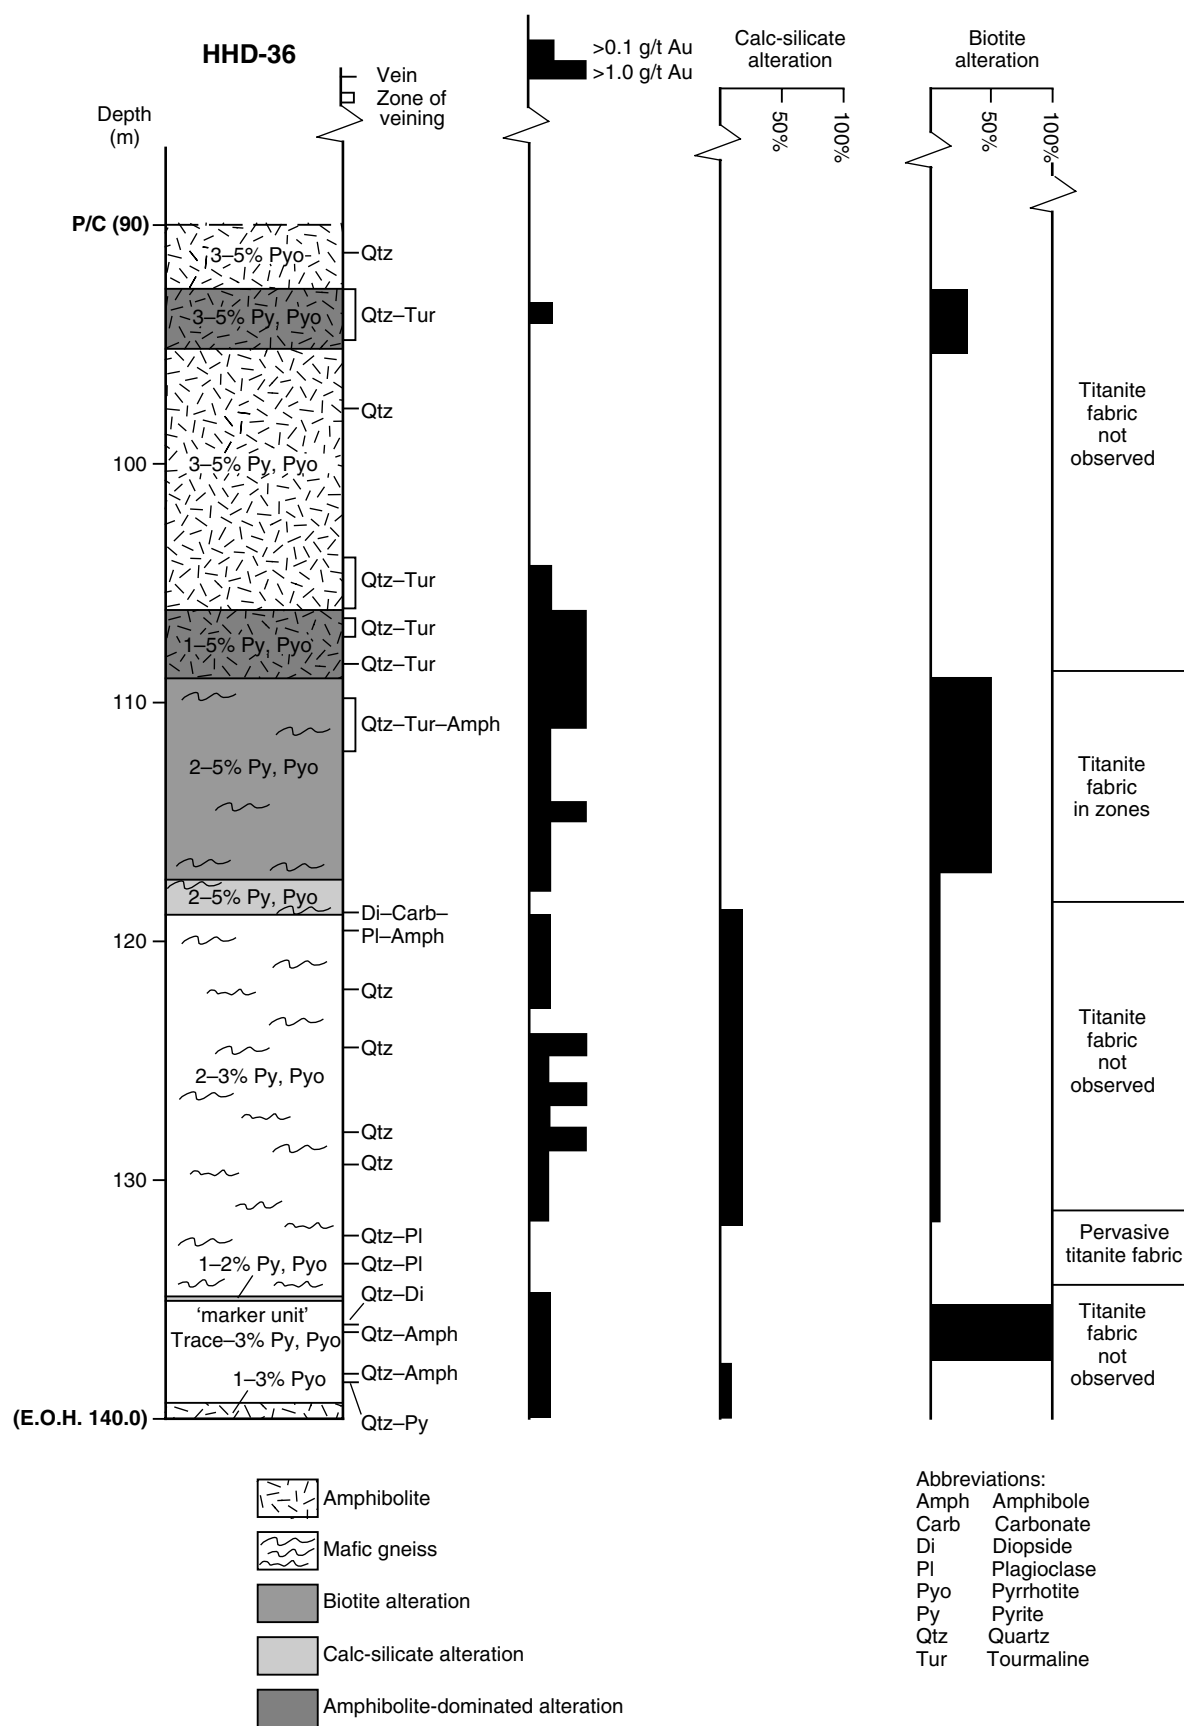 HHD-36
Vein
Zone of
veining
Depth
(m)
>0.1 g/t Au
>1.0 g/t Au
Calc-silicate
alteration
50%
100%
Biotite
alteration
50%
100%
P/C (90)
100
110
120
130
(E.O.H. 140.0)
3–5% Pyo
3–5% Py, Pyo
3–5% Py, Pyo
1–5% Py, Pyo
2–5% Py, Pyo
2–5% Py, Pyo
2–3% Py, Pyo
1–2% Py, Pyo
'marker unit'
Trace–3% Py, Pyo
1–3% Pyo
Qtz
Qtz–Tur
Qtz
Qtz–Tur
Qtz–Tur
Qtz–Tur
Qtz–Tur–Amph
Di–Carb–
Pl–Amph
Qtz
Qtz
Qtz
Qtz
Qtz–Pl
Qtz–Pl
Qtz–Di
Qtz–Amph
Qtz–Amph
Qtz–Py
Titanite
fabric
not
observed
Titanite
fabric
in zones
Titanite
fabric
not
observed
Pervasive
titanite fabric
Titanite
fabric
not
observed
Amphibolite
Mafic gneiss
Biotite alteration
Calc-silicate alteration
Amphibolite-dominated alteration
Abbreviations:
Amph Amphibole
Carb Carbonate
Di Diopside
Pl Plagioclase
Pyo Pyrrhotite
Py Pyrite
Qtz Quartz
Tur Tourmaline